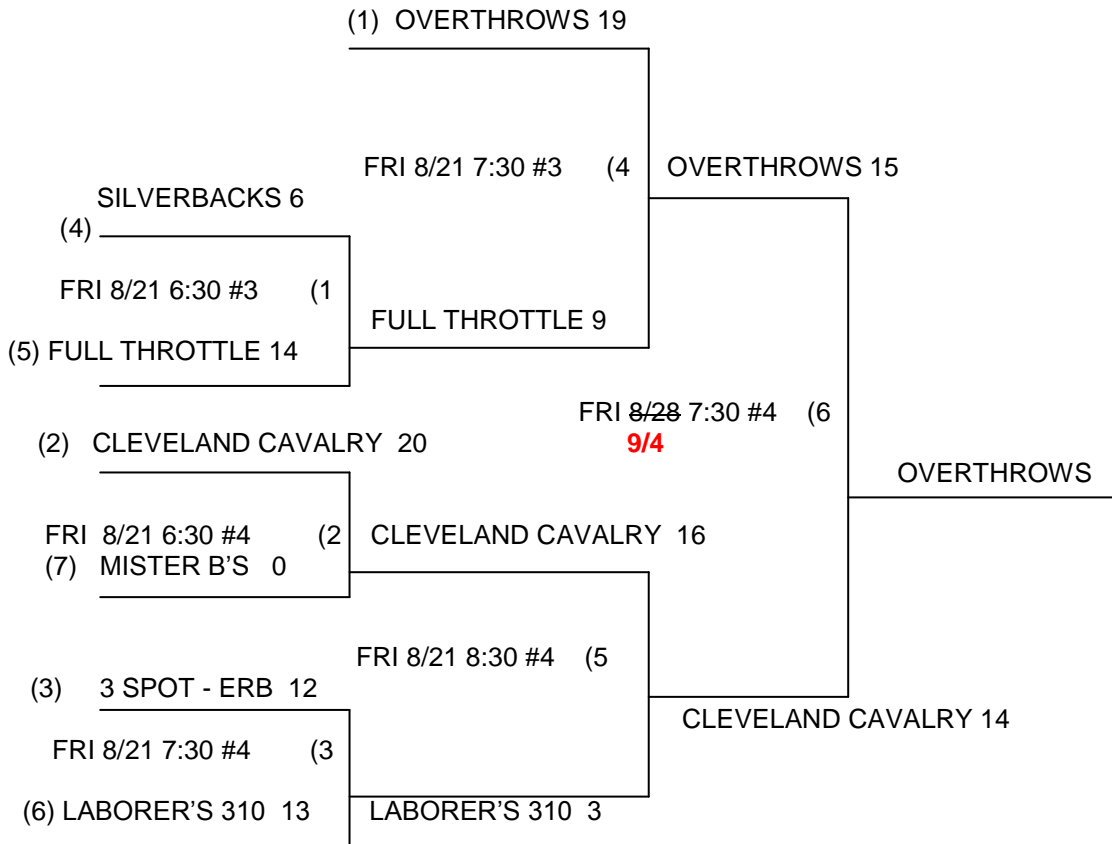 (1) OVERTHROWS 19
FRI 8/21 7:30 #3 (4
OVERTHROWS 15
SILVERBACKS 6
(4)
FRI 8/21 6:30 #3 (1
FULL THROTTLE 9
(5) FULL THROTTLE 14
FRI 8/28 7:30 #4 (6
9/4
(2) CLEVELAND CAVALRY 20
OVERTHROWS
FRI 8/21 6:30 #4 (2
CLEVELAND CAVALRY 16
(7) MISTER B'S 0
FRI 8/21 8:30 #4 (5
(3) 3 SPOT - ERB 12
CLEVELAND CAVALRY 14
FRI 8/21 7:30 #4 (3
(6) LABORER'S 310 13
LABORER'S 310 3